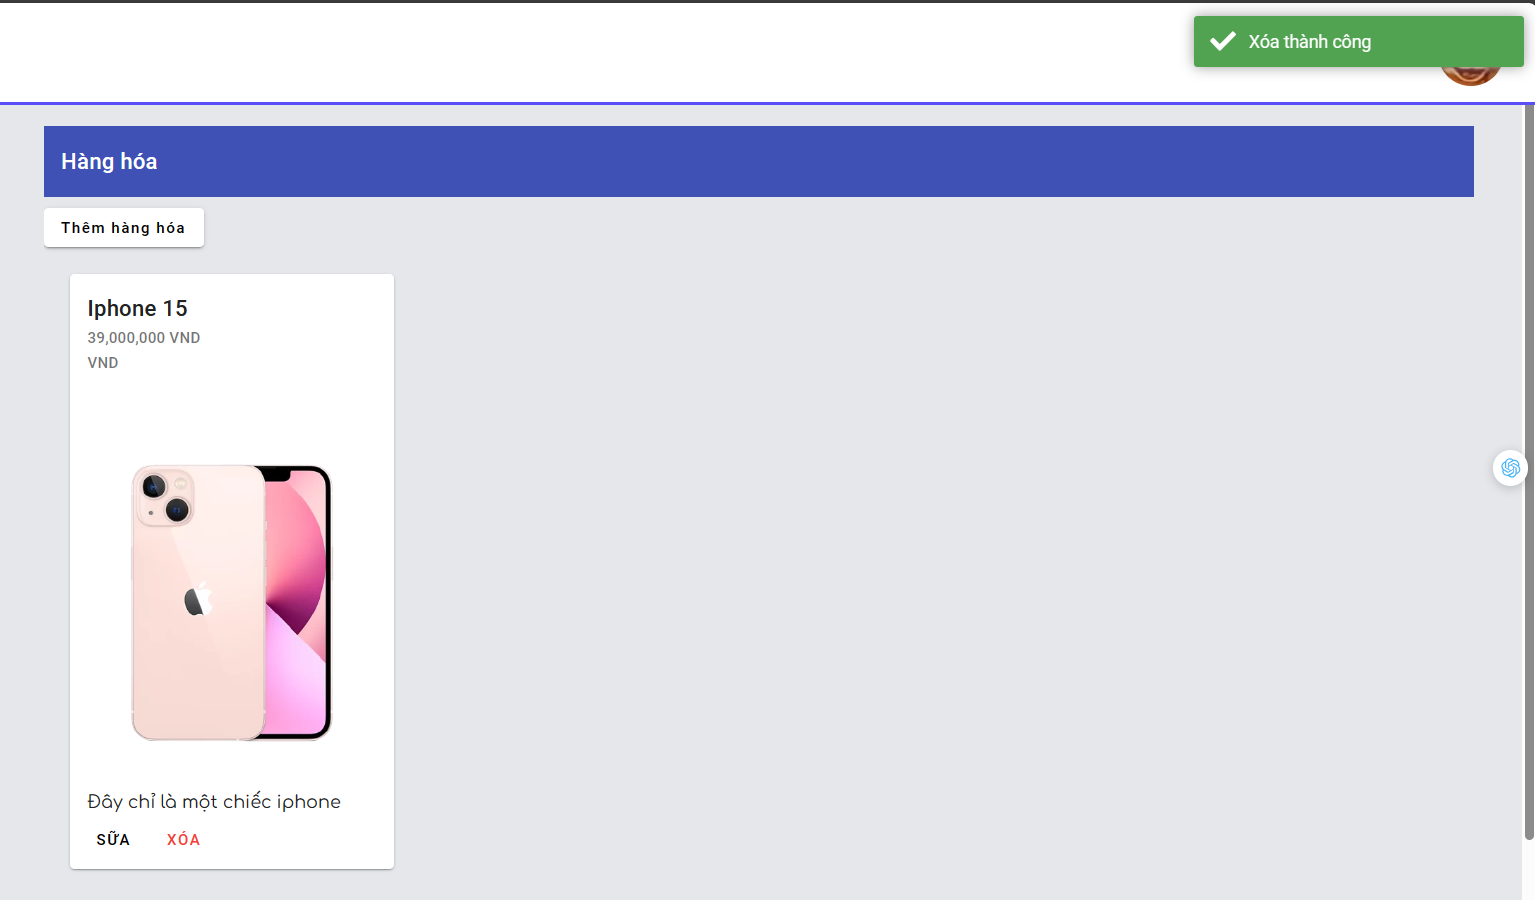 Xóa thành công
Hàng hóa
Thêm hàng hóa
Iphone 15
39,000,000 VND
VND
Đây chỉ là một chiếc iphone
SỮA XÓA